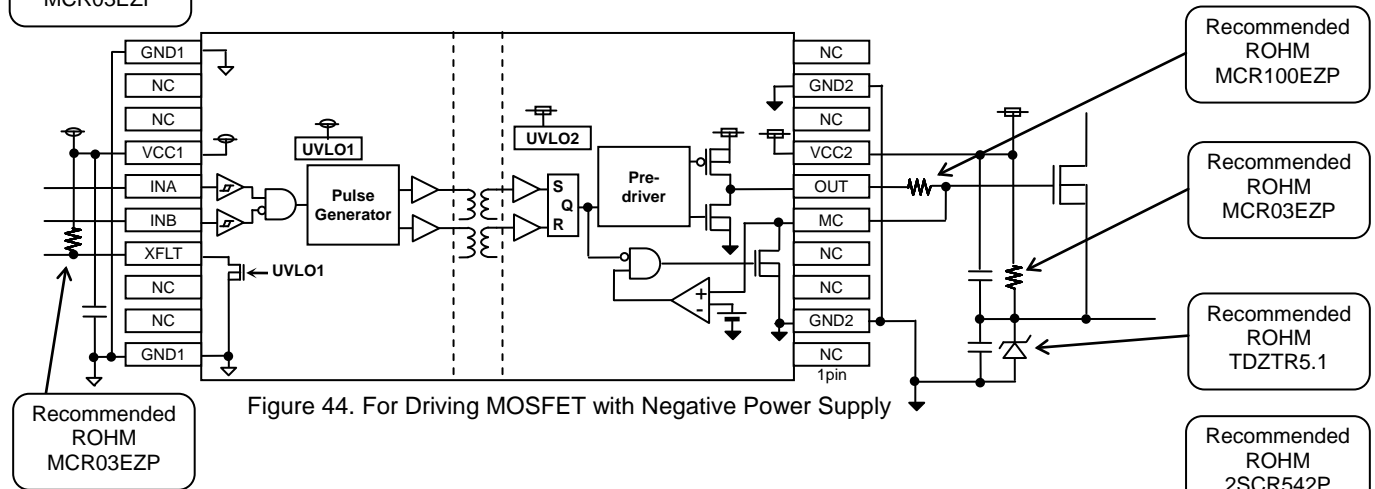 MCR03EZP
Recommended
ROHM
MCR100EZP
Recommended
ROHM
MCR03EZP
Recommended
ROHM
TDZTR5.1
Recommended
ROHM
2SCR542P
Recommended
ROHM
MCR03EZP
GND1
NC
NC
VCC1
INA
INB
XFLT
NC
NC
GND1
UVLO1
Pulse
Generator
UVLO1
UVLO2
S
Q
R
Pre-
driver
+
-
NC
GND2
NC
VCC2
OUT
MC
NC
NC
GND2
NC
1pin
Figure 44. For Driving MOSFET with Negative Power Supply